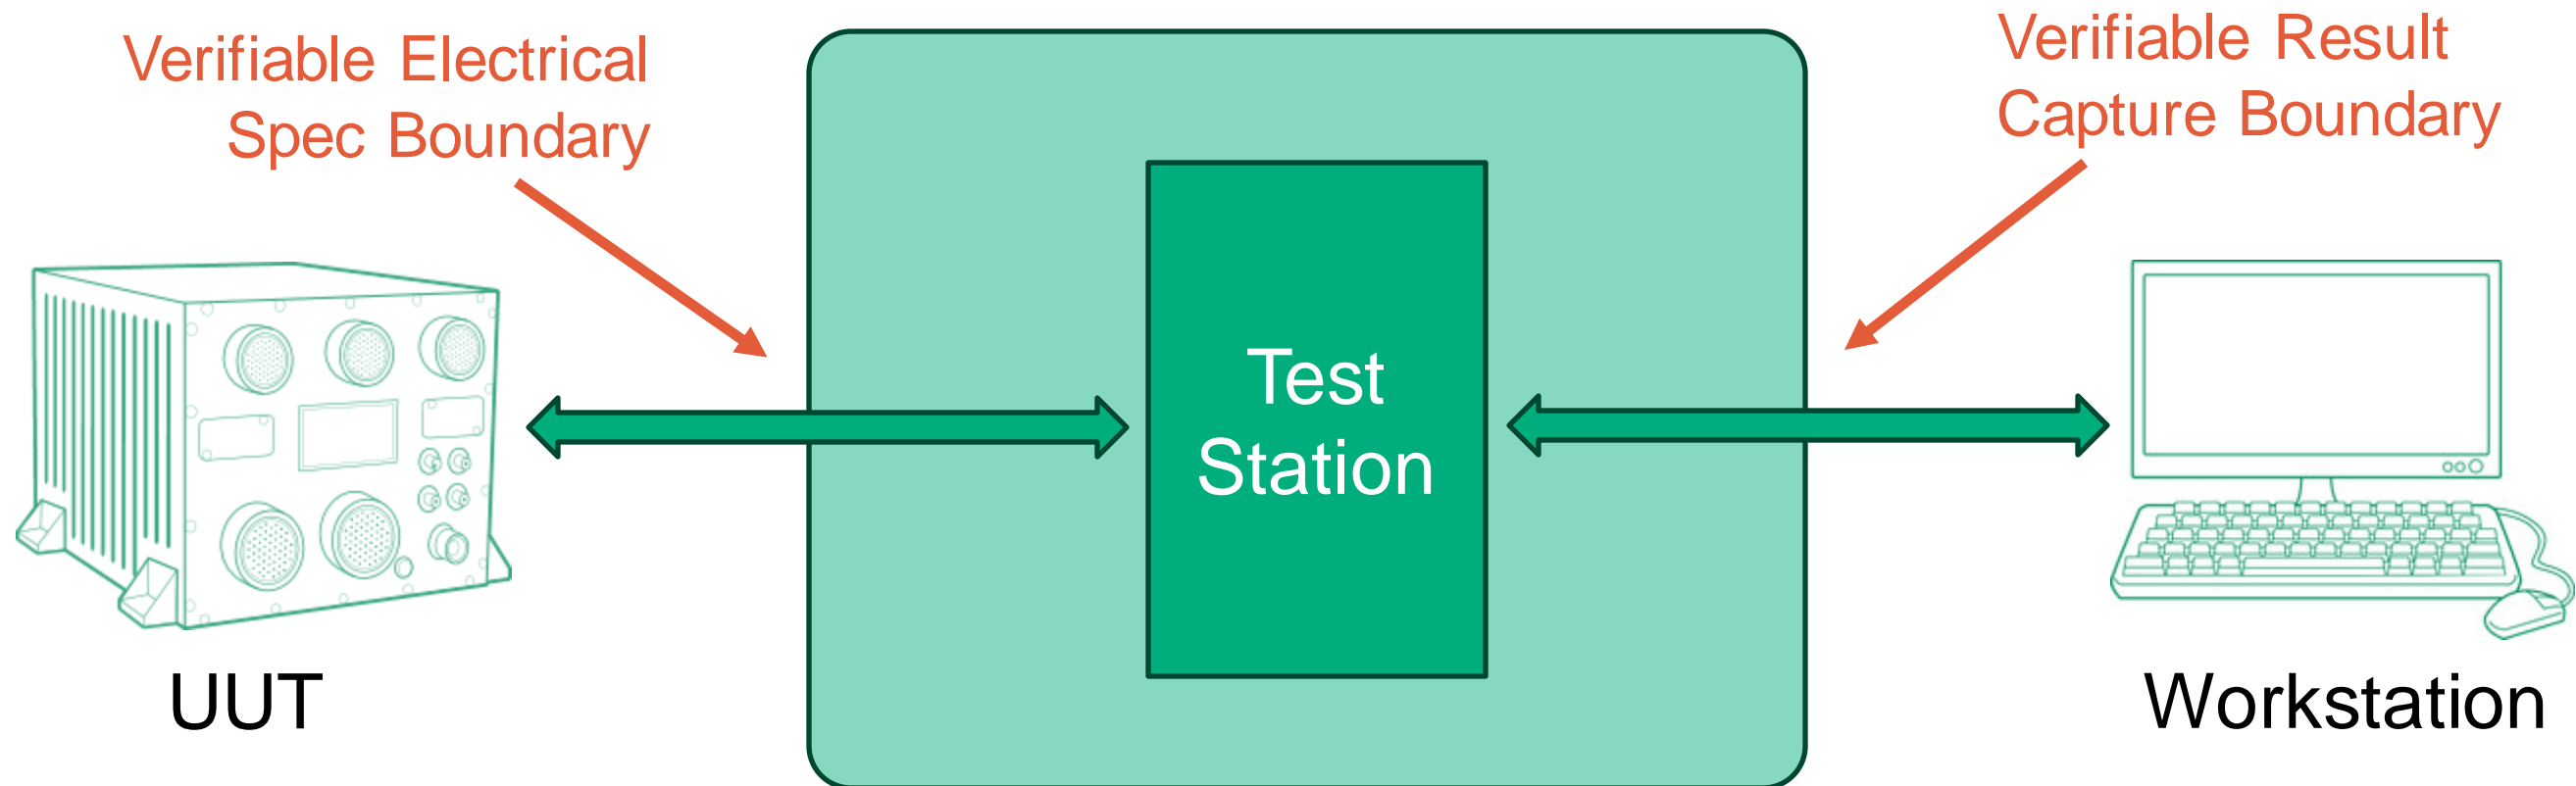 Verifiable Electrical
Spec Boundary
Verifiable Result
Capture Boundary
Test
Station
UUT
Workstation